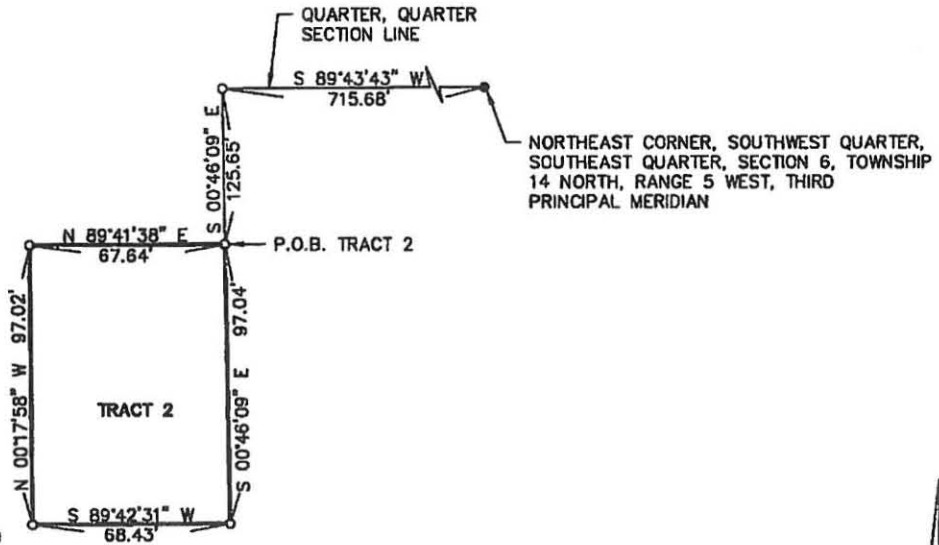 QUARTER, QUARTER
SECTION LINE
S 89°43'43" W
715.68'
NORTHEAST CORNER, SOUTHWEST QUARTER,
SOUTHEAST QUARTER, SECTION 6, TOWNSHIP
14 NORTH, RANGE 5 WEST, THIRD
PRINCIPAL MERIDIAN
S 00°46'09" E
125.65'
N 89°41'38" E
67.64'
P.O.B. TRACT 2
N 00°17'58" W 97.02'
97.04'
S 00°46'09" E
TRACT 2
S 89°42'31" W
68.43'